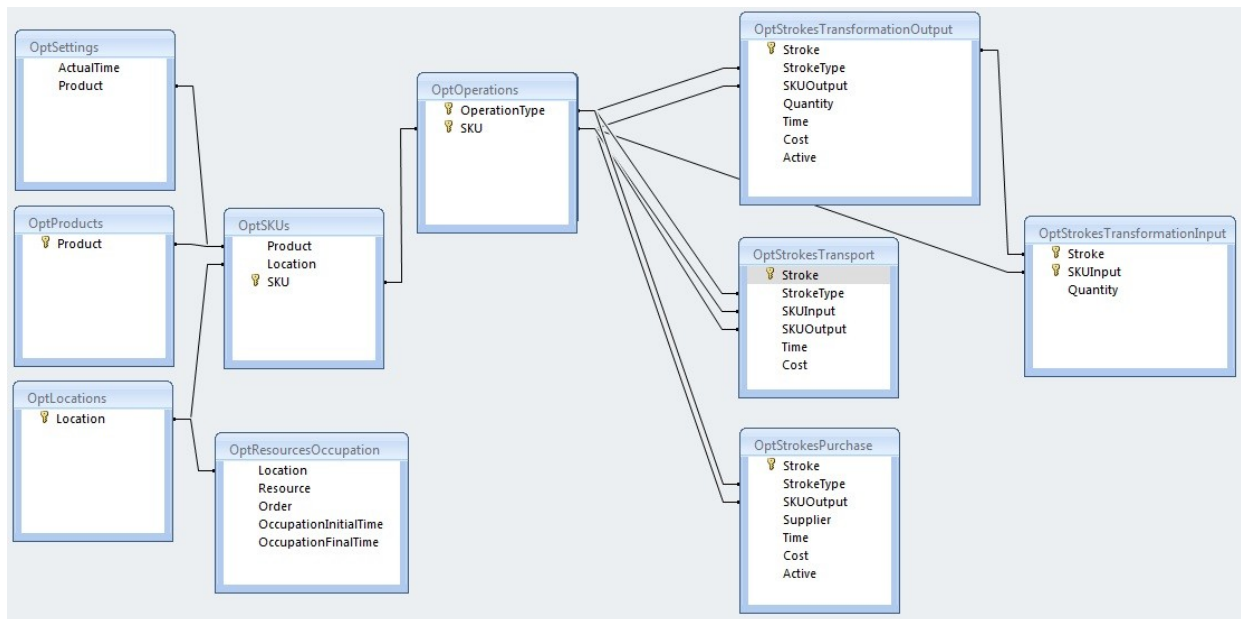 OptSettings
ActualTime
Product
OptProducts
Product
OptLocations
Location
OptSKUs
Product
Location
SKU
OptResourcesOccupation
Location
Resource
Order
OccupationInitialTime
OccupationFinalTime
OptOperations
OperationType
SKU
OptStrokesTransformationOutput
Stroke
StrokeType
SKUOutput
Quantity
Time
Cost
Active
OptStrokesTransport
Stroke
StrokeType
SKUInput
SKUOutput
Time
Cost
OptStrokesPurchase
Stroke
StrokeType
SKUOutput
Supplier
Time
Cost
Active
OptStrokesTransformationInput
Stroke
SKUInput
Quantity